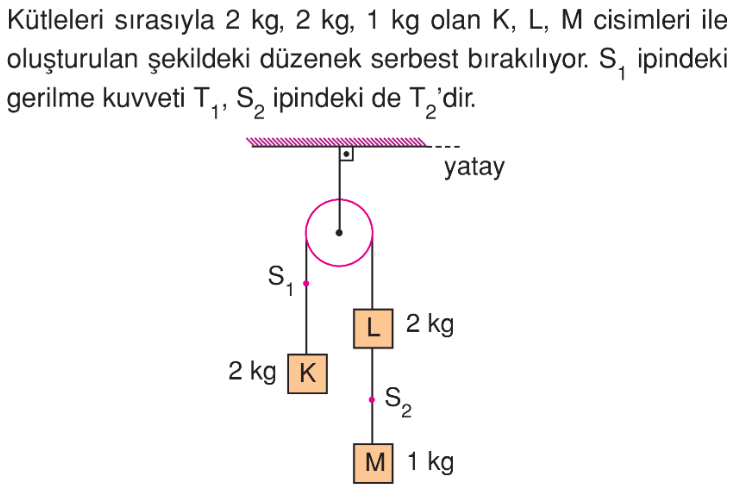 Kütleleri sırasıyla 2 kg, 2 kg, 1 kg olan K, L, M cisimleri ile
oluşturulan şekildeki düzenek serbest bırakılıyor. S₁ ipindeki
gerilme kuvveti T₁, S₂ ipindeki de T₂'dir.
yatay
S₁
L 2 kg
2 kg K
S₂
M 1 kg